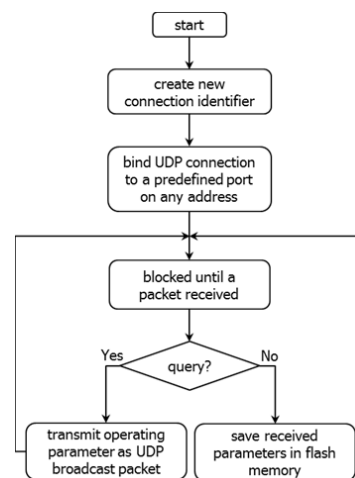 start
create new
connection identifier
bind UDP connection
to a predefined port
on any address
blocked until a
packet received
Yes
query?
No
transmit operating
parameter as UDP
broadcast packet
save received
parameters in flash
memory